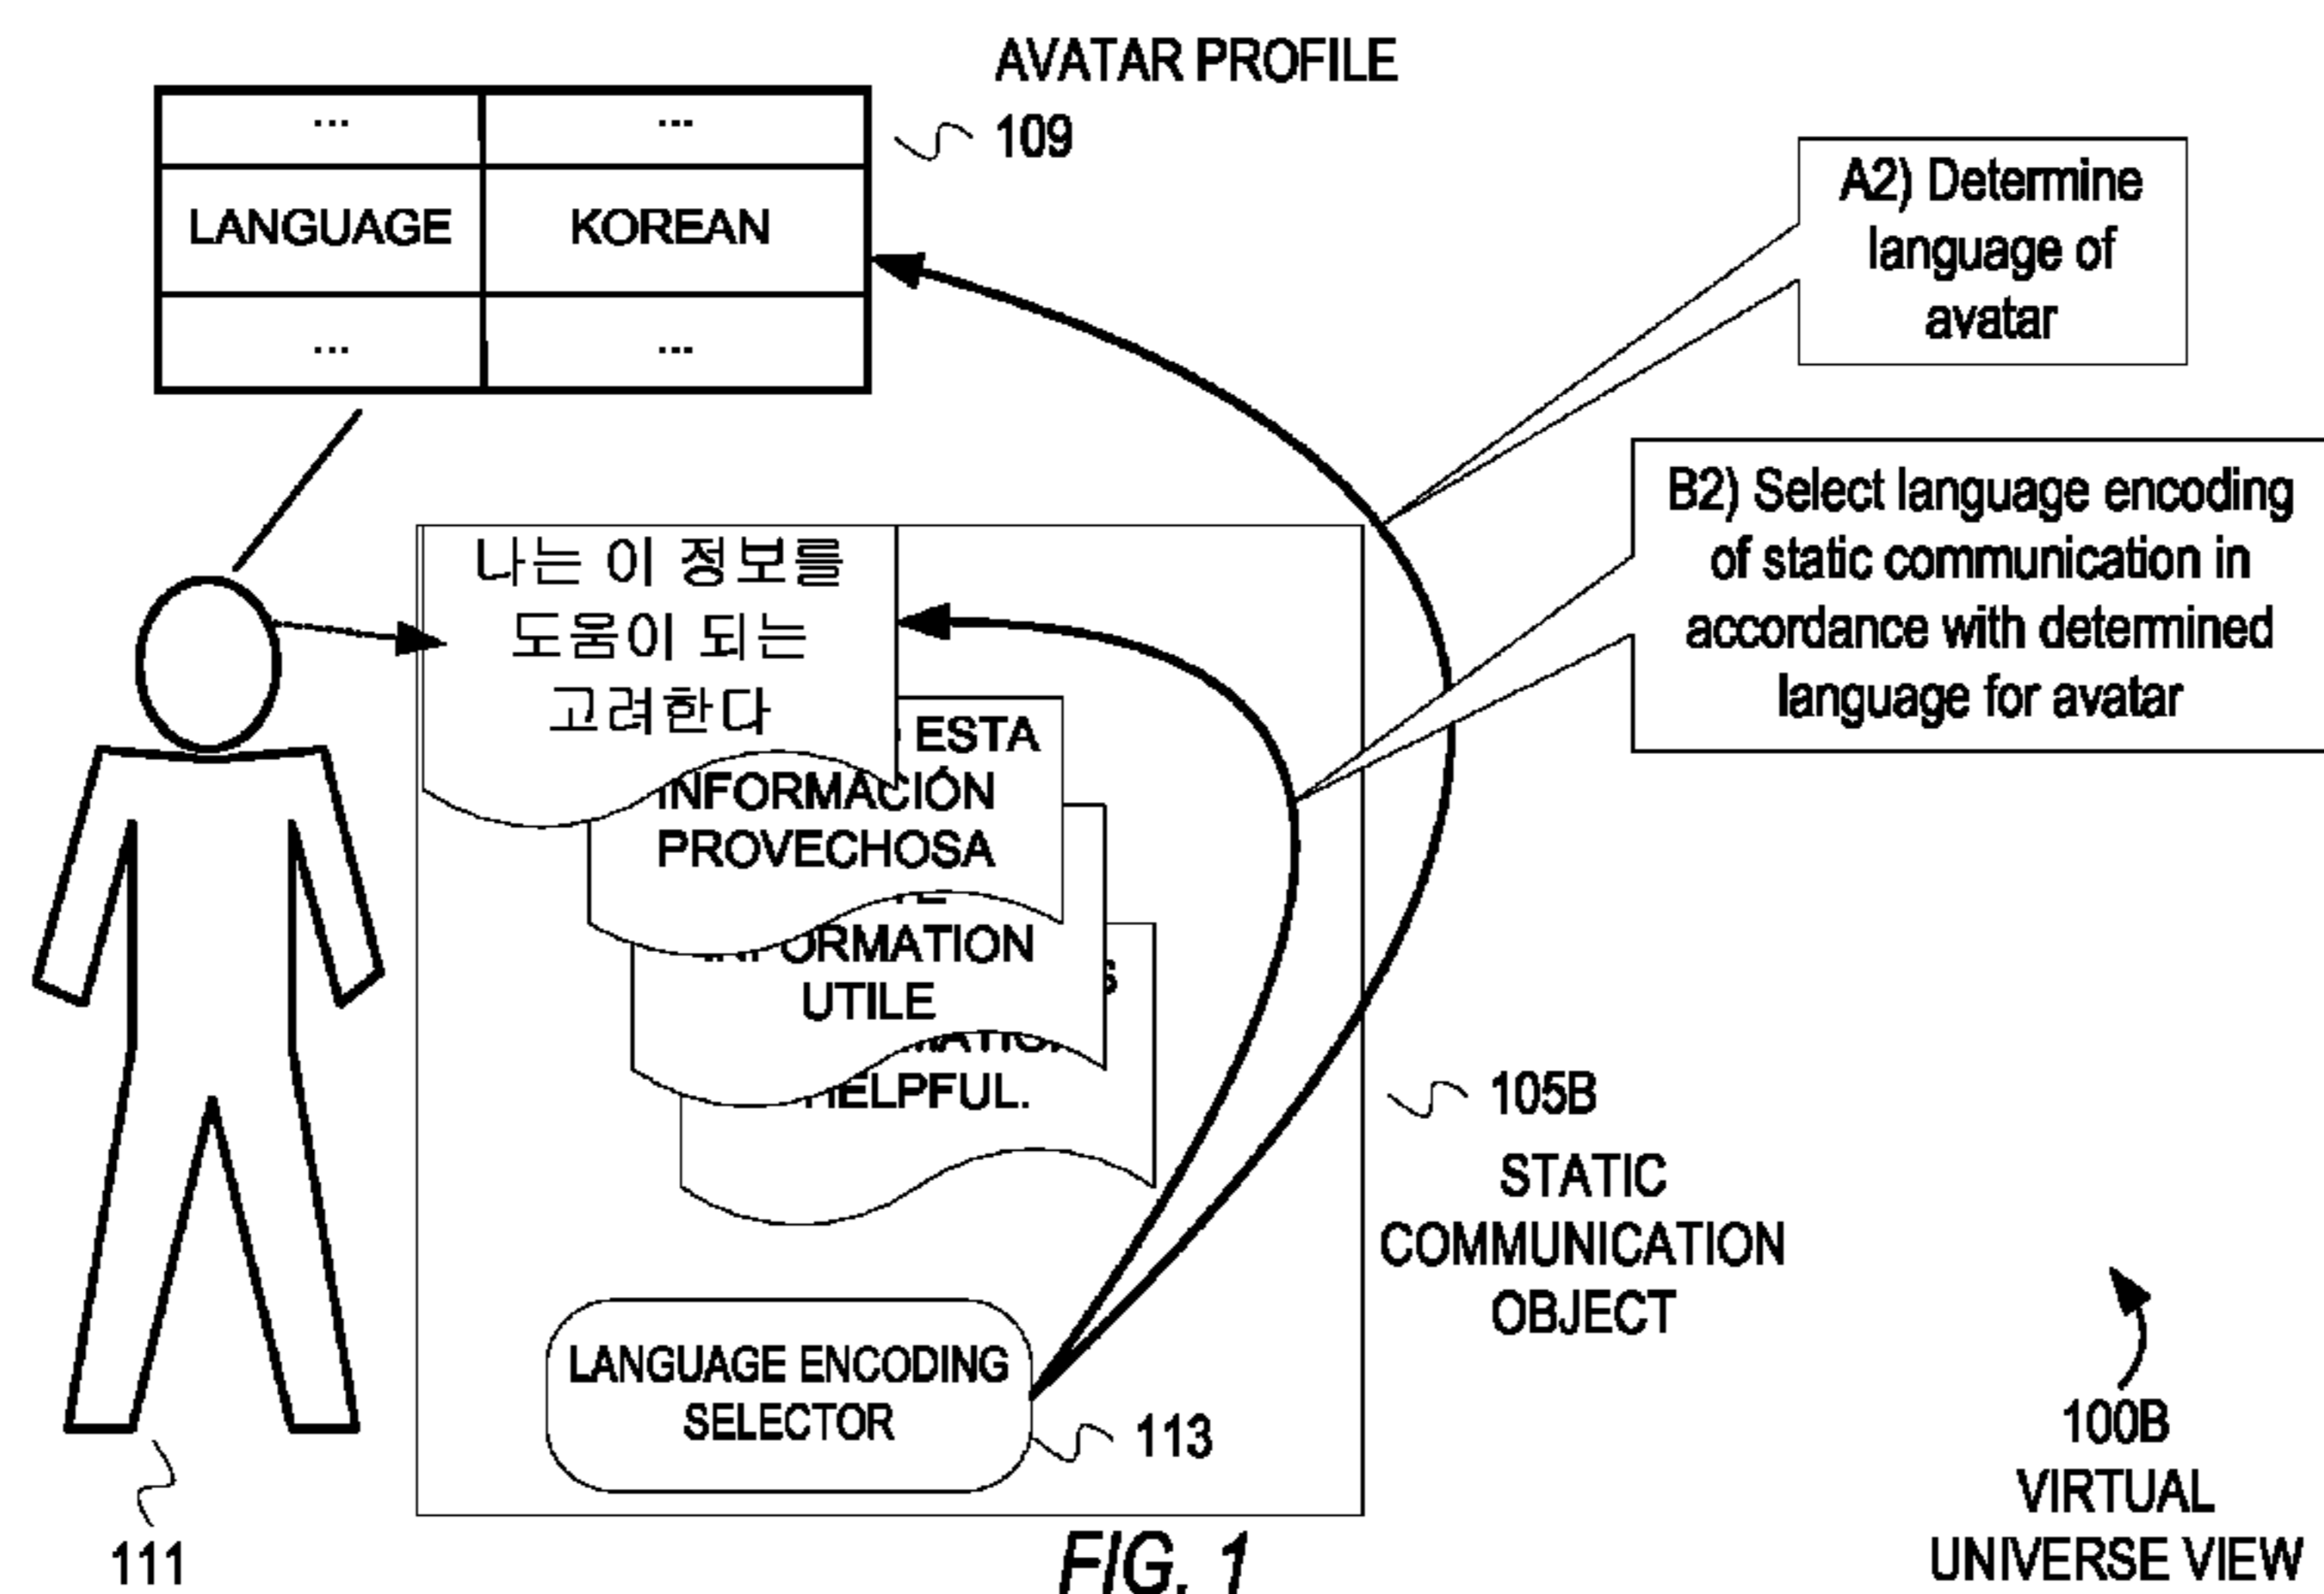 AVATAR PROFILE
109
... ...
LANGUAGE KOREAN
... ...
A2) Determine
language of
avatar
B2) Select language encoding
of static communication in
accordance with determined
language for avatar
나는 이 정보를
도움이 되는
고려한다
ESTA
INFORMACIÓN
PROVECHOSA
UTILE
HELPFUL.
105B
STATIC
COMMUNICATION
OBJECT
LANGUAGE ENCODING
SELECTOR
113
111
100B
VIRTUAL
UNIVERSE VIEW
FIG. 1